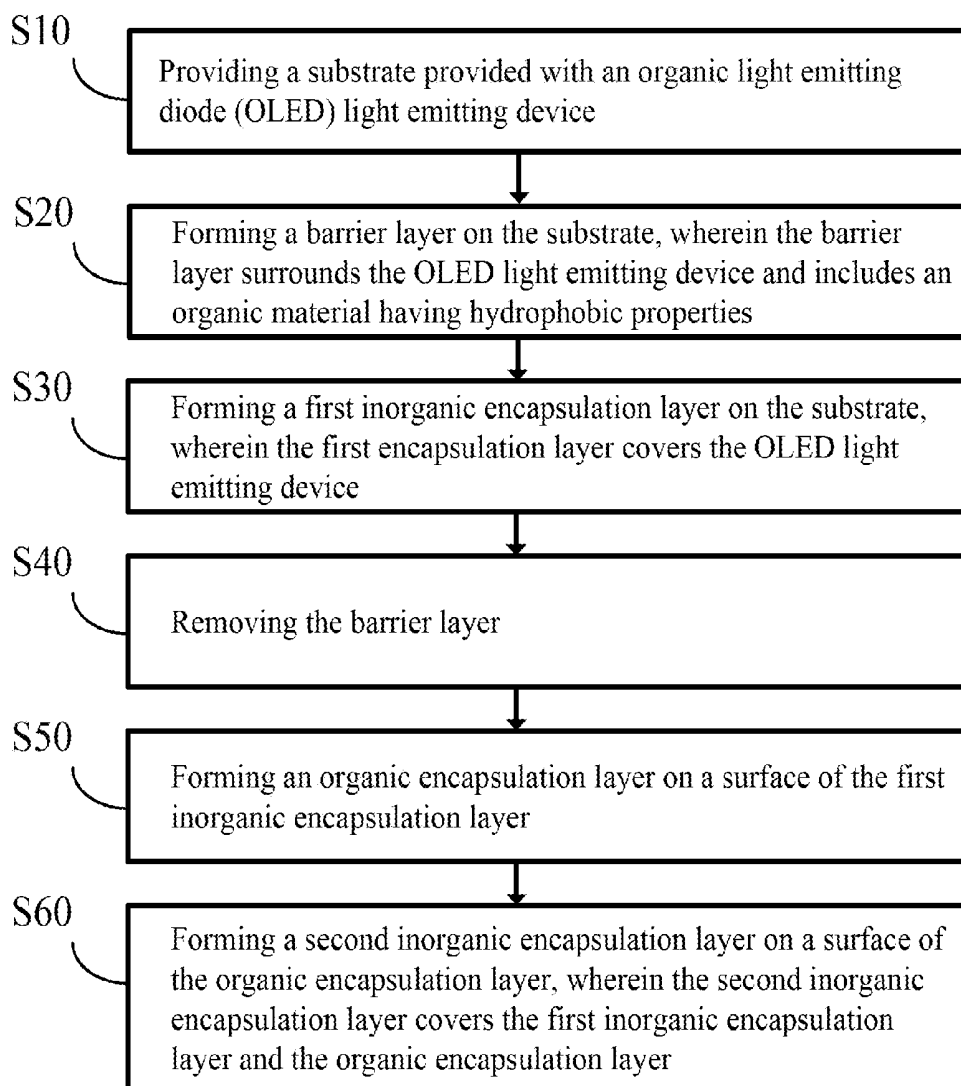 S10
Providing a substrate provided with an organic light emitting
diode (OLED) light emitting device
S20
Forming a barrier layer on the substrate, wherein the barrier
layer surrounds the OLED light emitting device and includes an
organic material having hydrophobic properties
S30
Forming a first inorganic encapsulation layer on the substrate,
wherein the first encapsulation layer covers the OLED light
emitting device
S40
Removing the barrier layer
S50
Forming an organic encapsulation layer on a surface of the first
inorganic encapsulation layer
S60
Forming a second inorganic encapsulation layer on a surface of
the organic encapsulation layer, wherein the second inorganic
encapsulation layer covers the first inorganic encapsulation
layer and the organic encapsulation layer